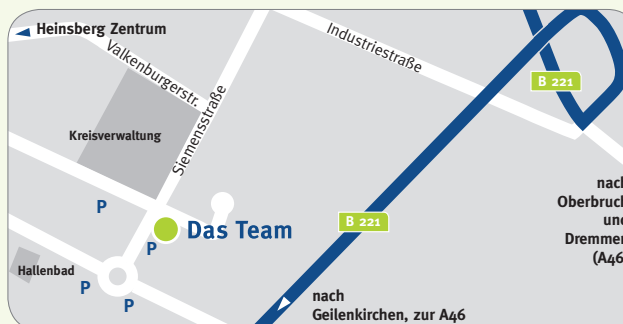 Heinsberg Zentrum
Valkenburgerstr.
Industriestraße
B 221
Kreisverwaltung
Siemensstraße
nach
Oberbruch
und
Dremmen
(A46
P
Das Team
B 221
P
Hallenbad
P
P
nach
Geilenkirchen, zur A46